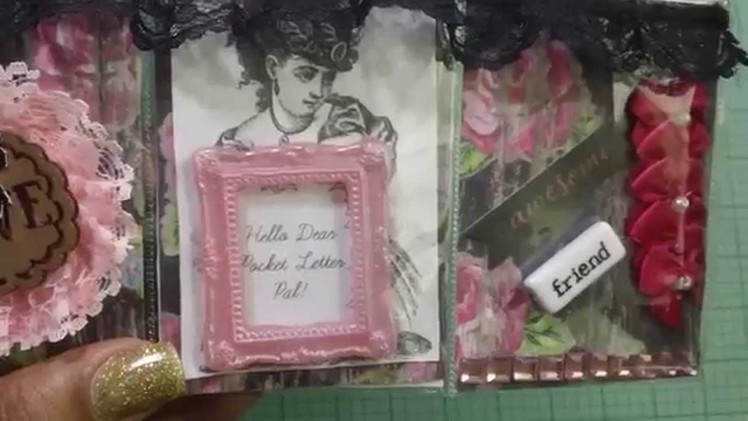 Hello Dear
Pocket Letter
Pal!
awesome
friend